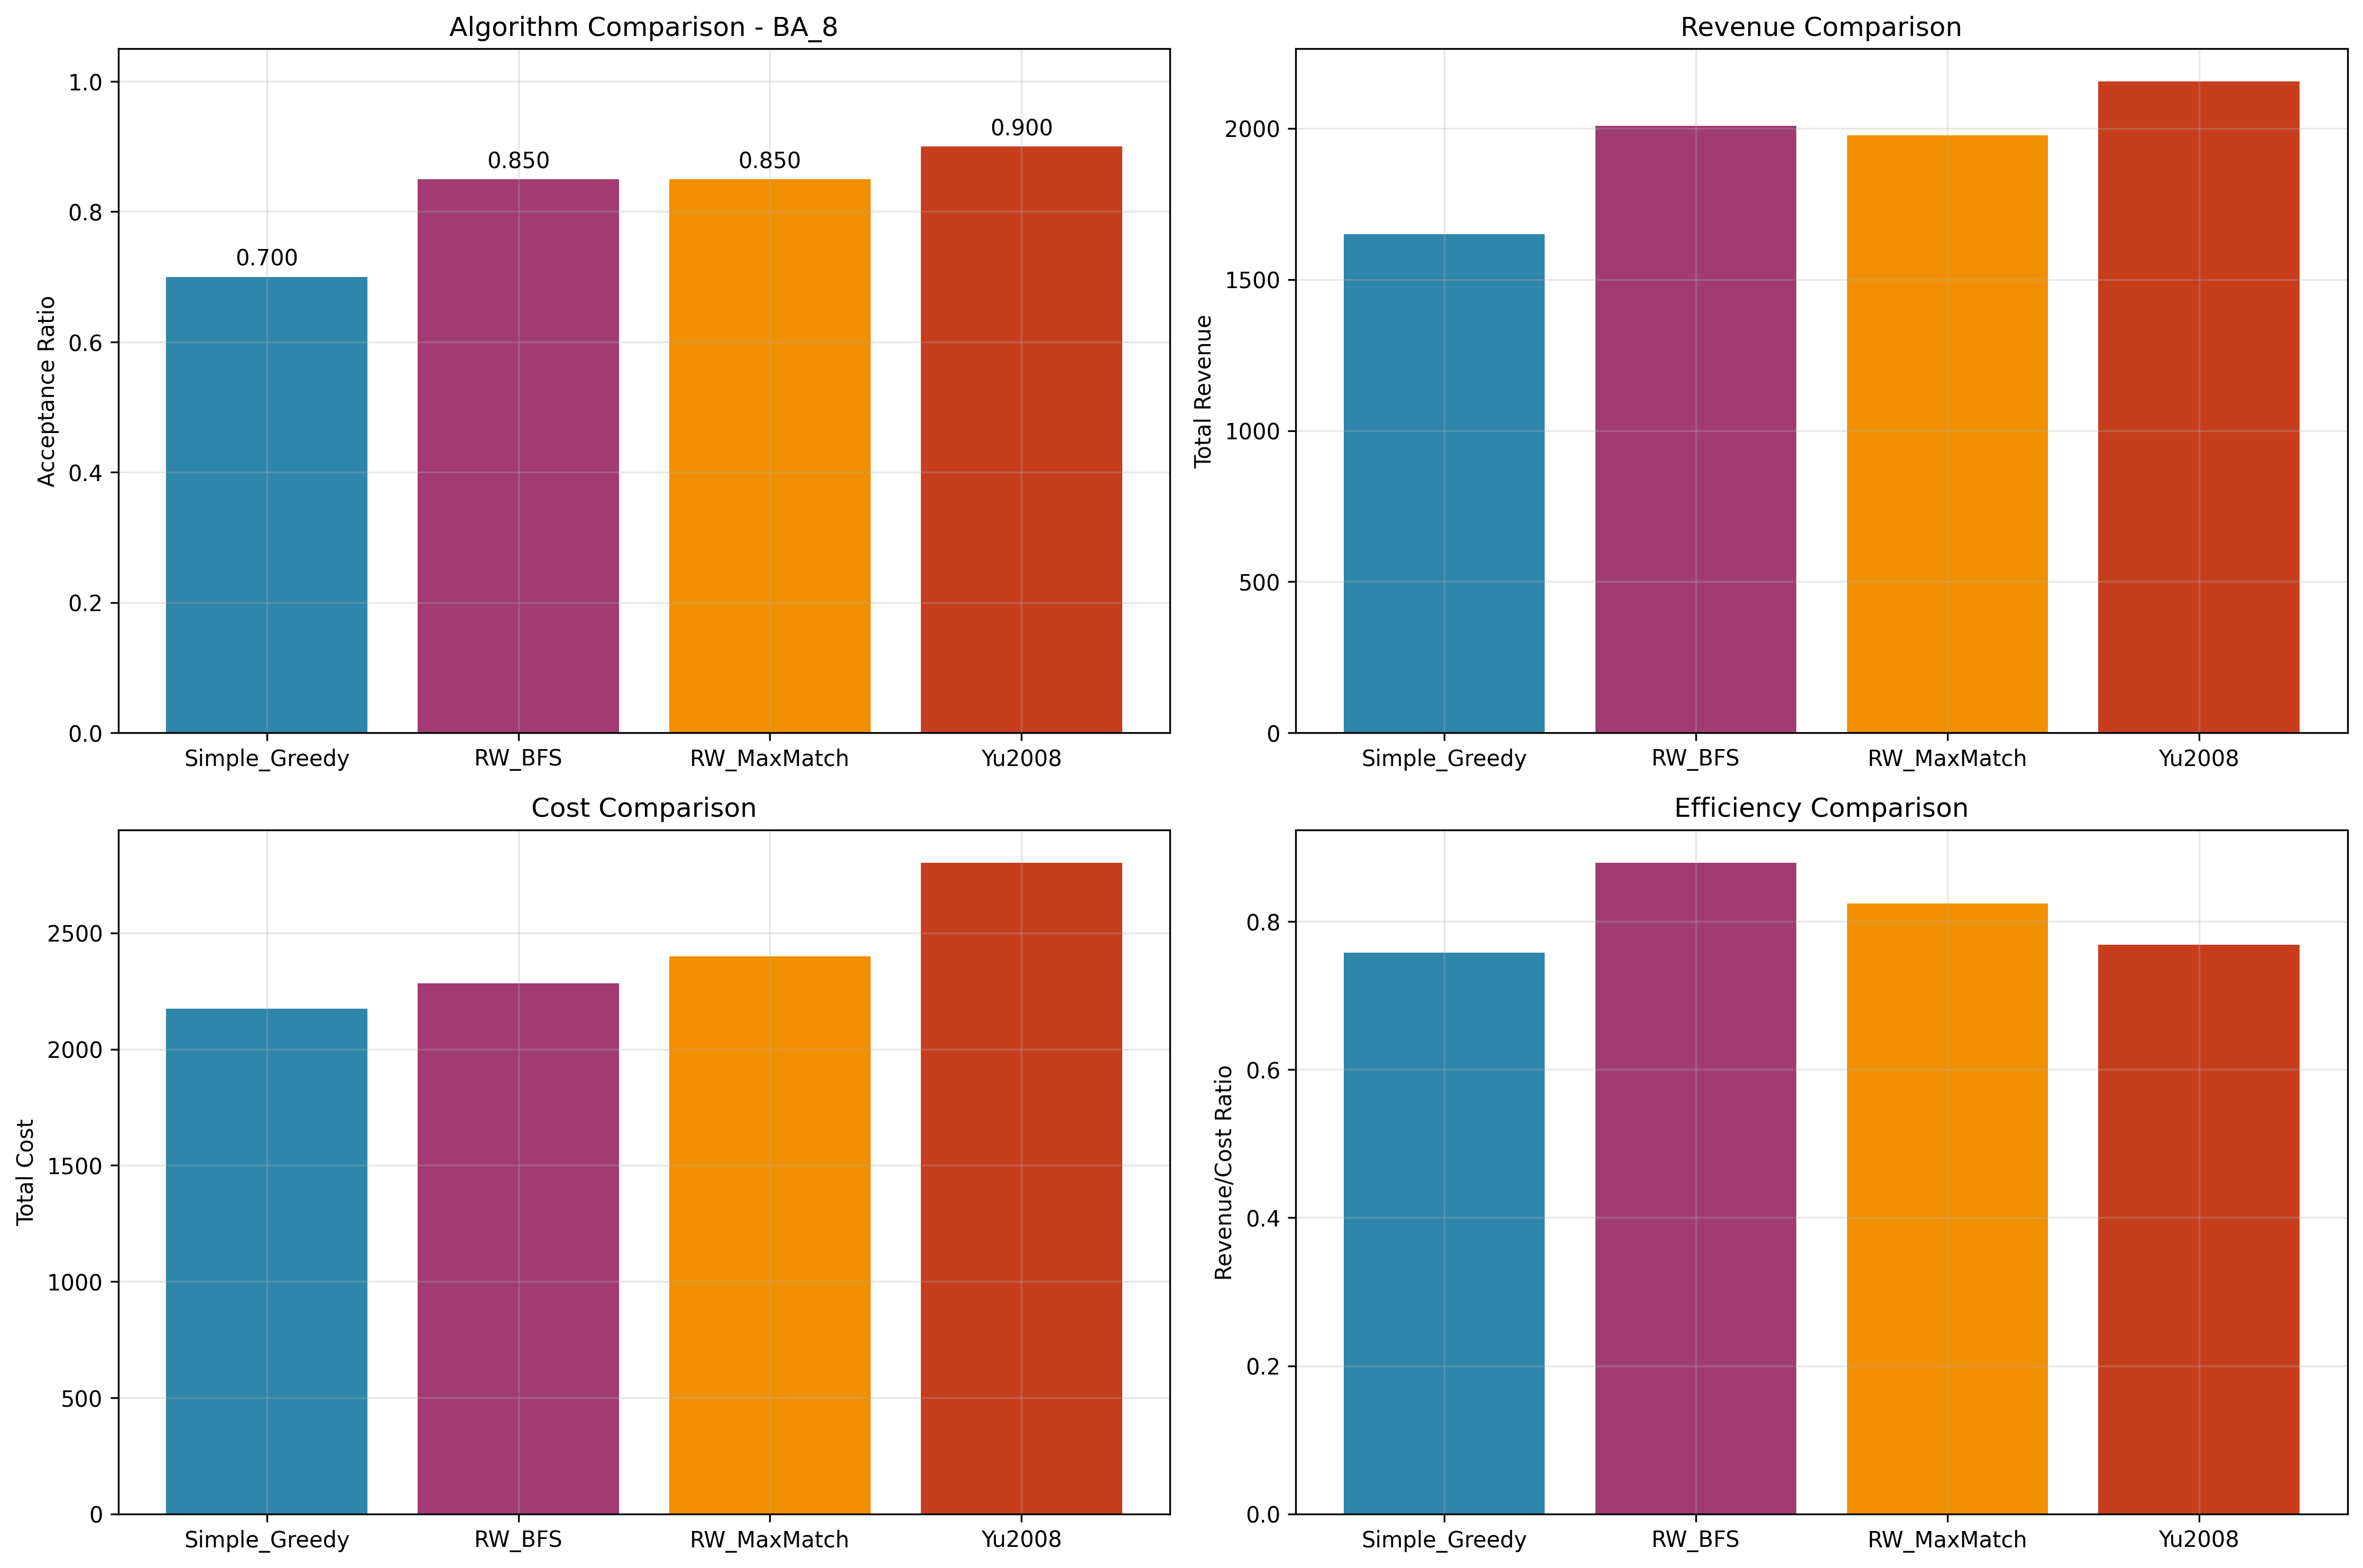 Algorithm Comparison - BA_8
Acceptance Ratio
1.0
0.8
0.6
0.4
0.2
0.0
0.700
0.850
0.850
0.900
Simple_Greedy RW_BFS RW_MaxMatch Yu2008
Revenue Comparison
Total Revenue
2000
1500
1000
500
0
Simple_Greedy RW_BFS RW_MaxMatch Yu2008
Cost Comparison
Total Cost
2500
2000
1500
1000
500
0
Simple_Greedy RW_BFS RW_MaxMatch Yu2008
Efficiency Comparison
Revenue/Cost Ratio
0.8
0.6
0.4
0.2
0.0
Simple_Greedy RW_BFS RW_MaxMatch Yu2008